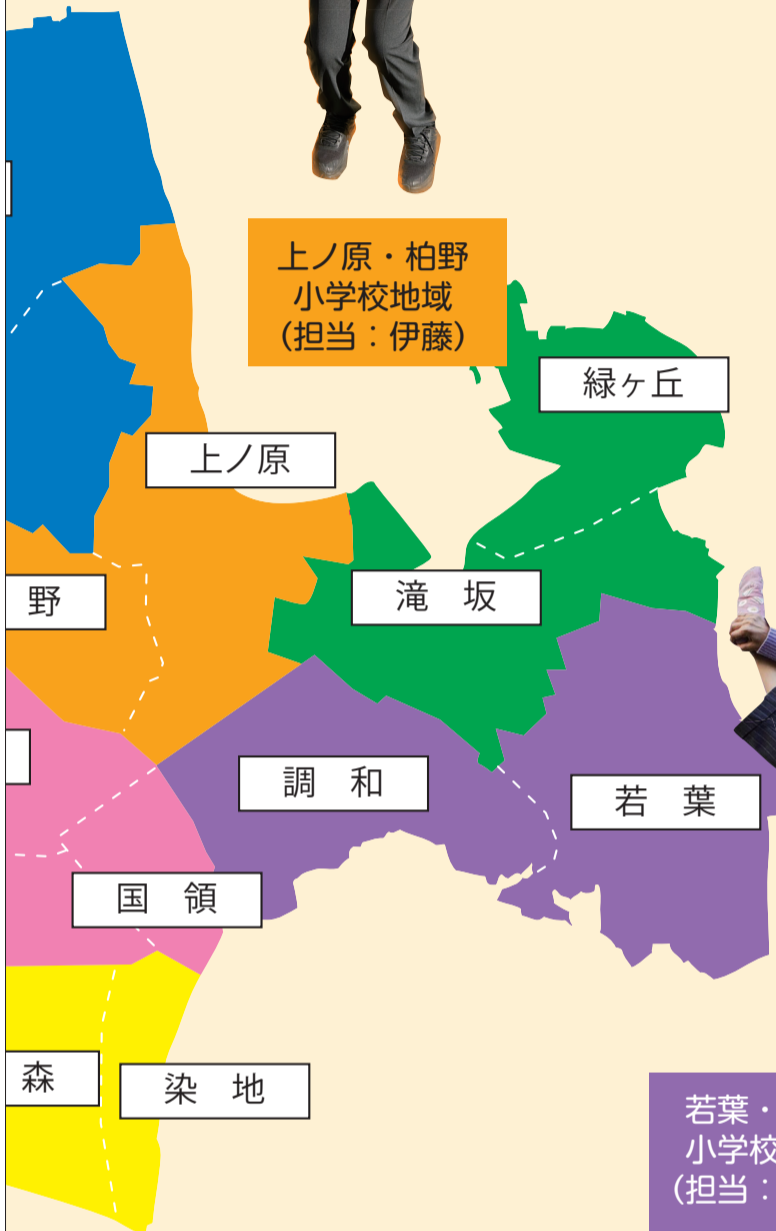 上ノ原・柏野
小学校地域
(担当：伊藤)
緑ヶ丘
上ノ原
滝 坂
野
調 和
若 葉
国 領
森
染 地
若葉・
小学校
(担当：